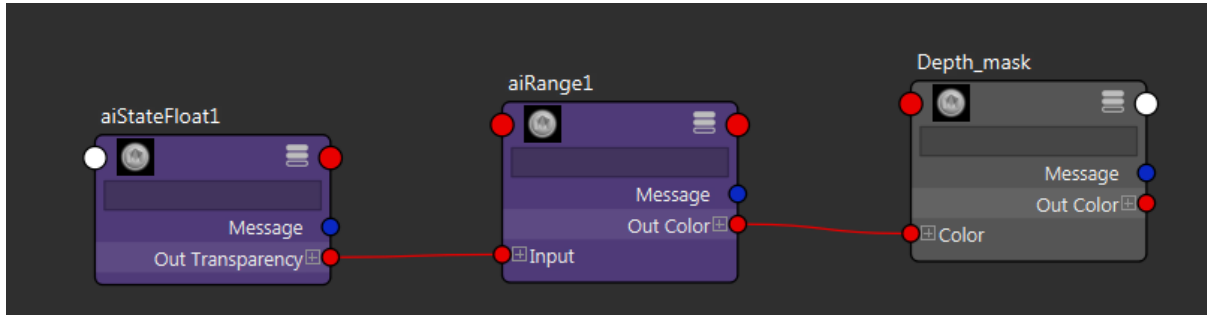 aiStateFloat1
Message
Out Transparency
aiRange1
Message
Out Color
Input
Depth_mask
Message
Out Color
Color